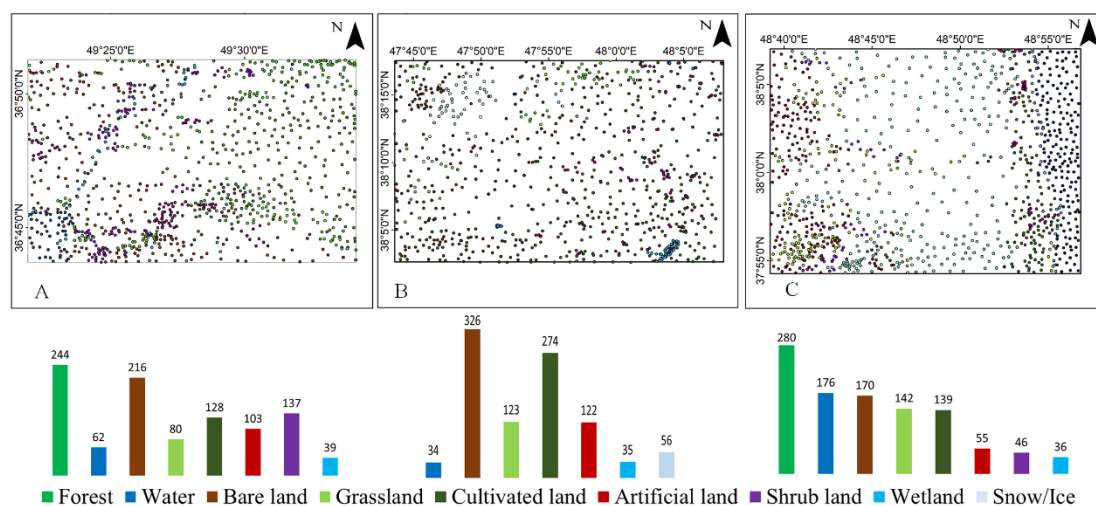 N
49°25'0"E 49°30'0"E
36°50'0"N
36°45'0"N
A
N
47°45'0"E 47°50'0"E 47°55'0"E 48°0'0"E 48°5'0"E
38°15'0"N
38°10'0"N
38°5'0"N
B
N
48°40'0"E 48°45'0"E 48°50'0"E 48°55'0"E
38°5'0"N
38°0'0"N
37°55'0"N
C
244 62 216 80 128 103 137 39
34 326 123 274 122 35 56
280 176 170 142 139 55 46 36
Forest Water Bare land Grassland Cultivated land Artificial land Shrub land Wetland Snow/Ice